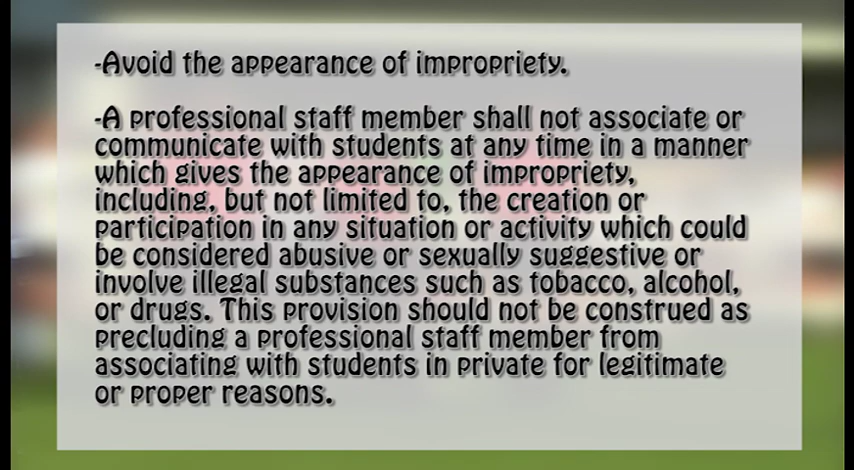 -Avoid the appearance of impropriety.
-A professional staff member shall not associate or
communicate with students at any time in a manner
which gives the appearance of impropriety,
including, but not limited to, the creation or
participation in any situation or activity which could
be considered abusive or sexually suggestive or
involve illegal substances such as tobacco, alcohol,
or drugs. This provision should not be construed as
precluding a professional staff member from
associating with students in private for legitimate
or proper reasons.